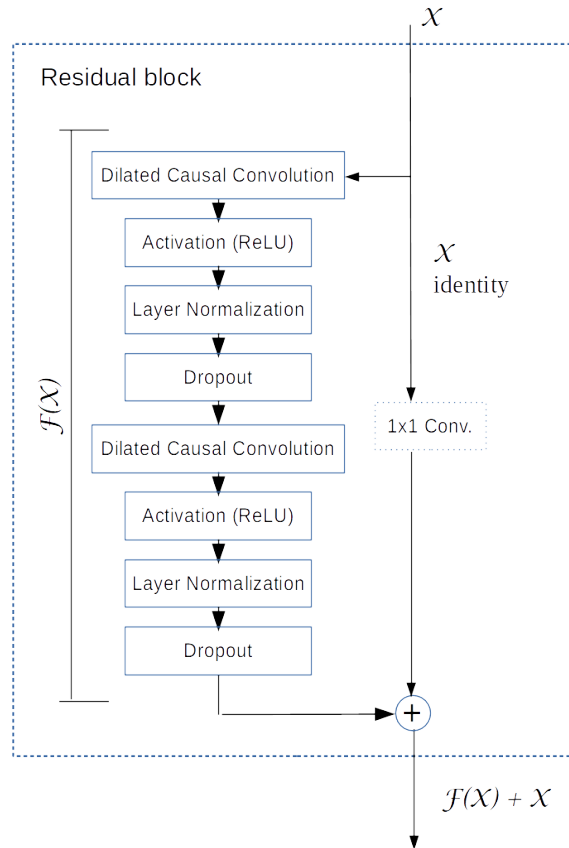 𝒳
Residual block
Dilated Causal Convolution
Activation (ReLU)
Layer Normalization
Dropout
Dilated Causal Convolution
Activation (ReLU)
Layer Normalization
Dropout
ℱ(𝒳)
𝒳
identity
1x1 Conv.
+
ℱ(𝒳) + 𝒳